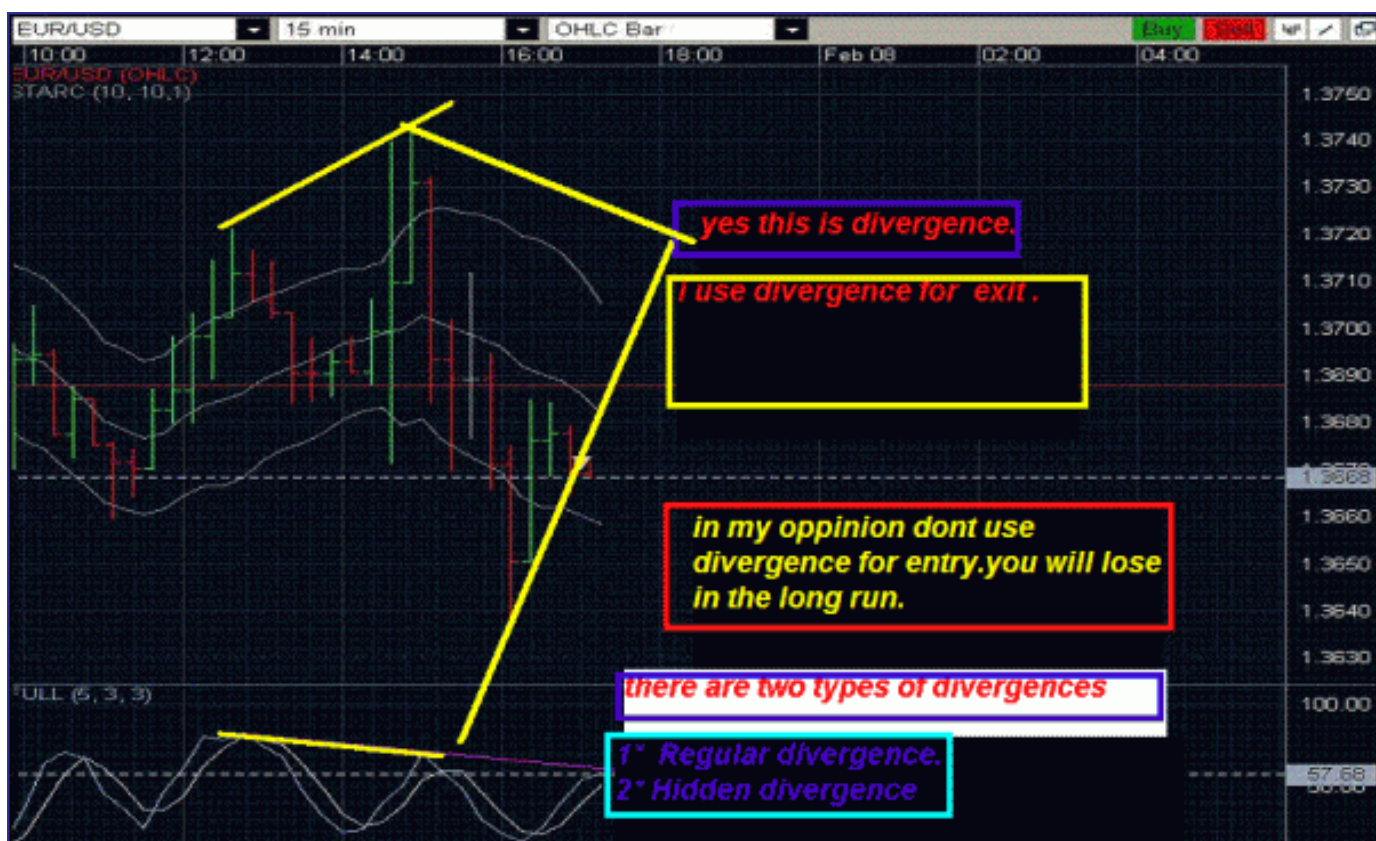 EUR/USD 15 min OHLC Bar Buy Sell
10:00 12:00 14:00 16:00 18:00 Feb 08 02:00 04:00
EUR/USD (OHLC)
STARC (10, 10,1)
1.3750
1.3740
1.3730
1.3720
1.3710
1.3700
1.3690
1.3680
1.3668
1.3660
1.3650
1.3640
1.3630
yes this is divergence.
i use divergence for exit .
in my oppinion dont use
divergence for entry.you will lose
in the long run.
there are two types of divergences
FULL (5, 3, 3)
100.00
1* Regular divergence.
2* Hidden divergence
57.68